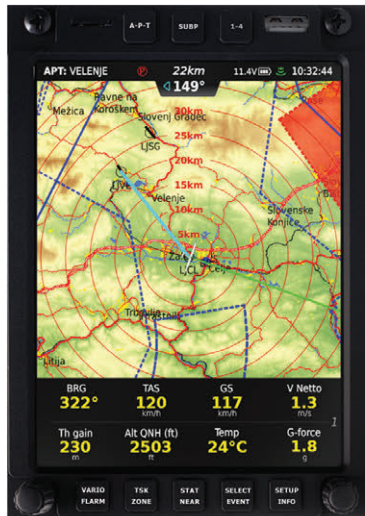 A-P-T
SUBP
1-4
APT: VELENJE
P
22km
11.4V
10:32:44
149°
Ravne na
Koroškem
Mežica
30km
Slovenj Gradec
25km
LJSG
20km
15km
LJVE
Velenje
10km
Slovenske
Konjice
5km
LJCL
Celje
Litija
BRG
TAS
GS
V Netto
322°
120
117
1.3
km/h
km/h
m/s
Th gain
Alt QNH (ft)
Temp
G-force
230
2503
24°C
1.8
m
ft
g
1
VARIO
FLARM
TSK
ZONE
STAT
NEAR
SELECT
EVENT
SETUP
INFO